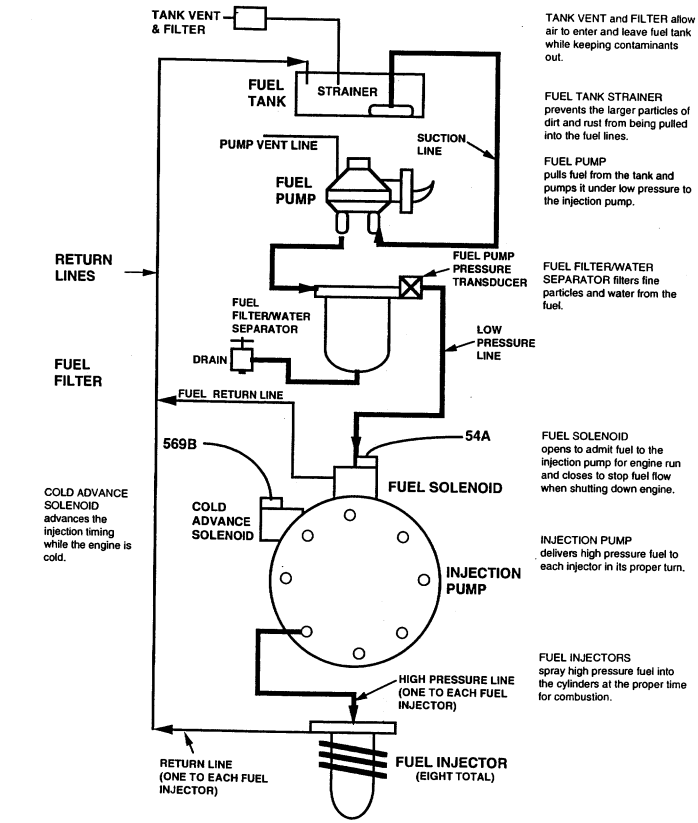 TANK VENT
& FILTER
FUEL
TANK
STRAINER
PUMP VENT LINE
SUCTION
LINE
FUEL
PUMP
FUEL PUMP
PRESSURE
TRANSDUCER
RETURN
LINES
FUEL
FILTER/WATER
SEPARATOR
DRAIN
LOW
PRESSURE
LINE
FUEL
FILTER
FUEL RETURN LINE
569B
54A
FUEL SOLENOID
COLD
ADVANCE
SOLENOID
COLD ADVANCE
SOLENOID
advances the
injection timing
while the engine is
cold.
INJECTION
PUMP
HIGH PRESSURE LINE
(ONE TO EACH FUEL
INJECTOR)
RETURN LINE
(ONE TO EACH FUEL
INJECTOR)
FUEL INJECTOR
(EIGHT TOTAL)
TANK VENT and FILTER allow
air to enter and leave fuel tank
while keeping contaminants
out.
FUEL TANK STRAINER
prevents the larger particles of
dirt and rust from being pulled
into the fuel lines.
FUEL PUMP
pulls fuel from the tank and
pumps it under low pressure to
the injection pump.
FUEL FILTER/WATER
SEPARATOR filters fine
particles and water from the
fuel.
FUEL SOLENOID
opens to admit fuel to the
injection pump for engine run
and closes to stop fuel flow
when shutting down engine.
INJECTION PUMP
delivers high pressure fuel to
each injector in its proper turn.
FUEL INJECTORS
spray high pressure fuel into
the cylinders at the proper time
for combustion.